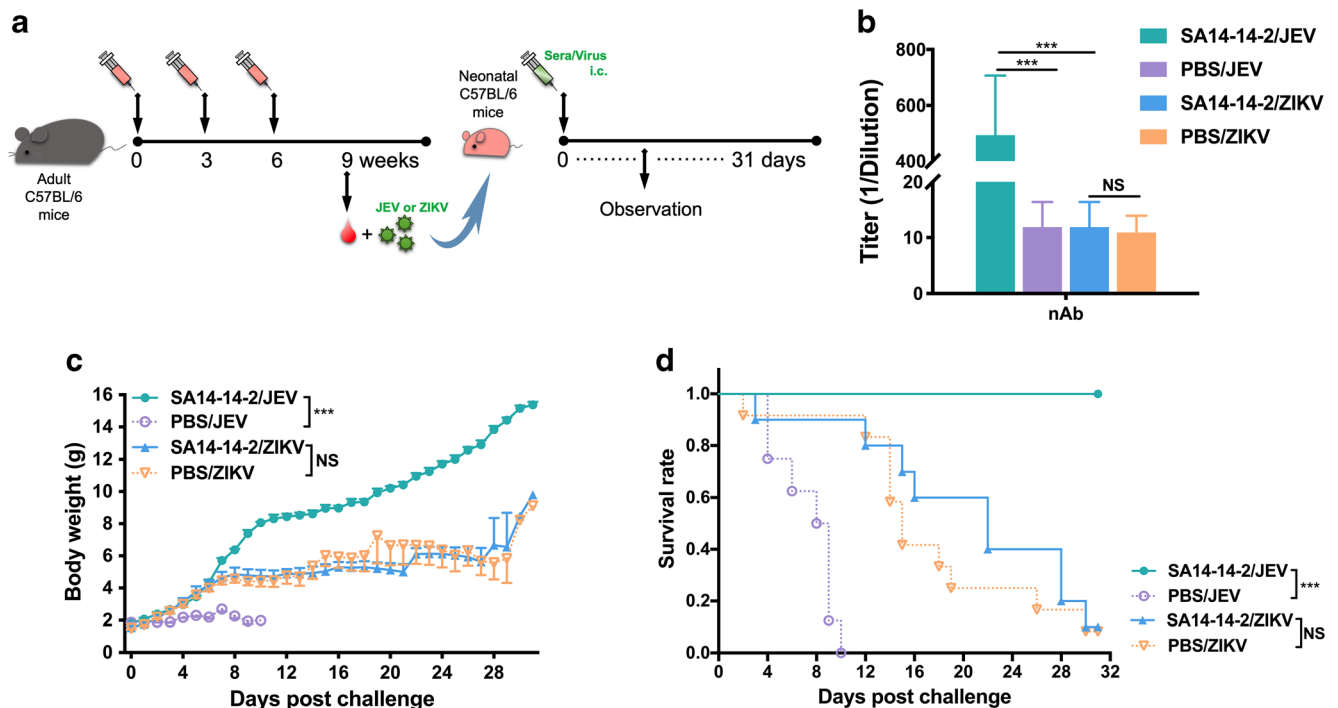 a
Sera/Virus
i.c.
Neonatal
C57BL/6
mice
0
3
6
9 weeks
0
31 days
Adult
C57BL/6
mice
JEV or ZIKV
+
Observation
b
SA14-14-2/JEV
PBS/JEV
SA14-14-2/ZIKV
PBS/ZIKV
800
600
400
20
10
0
Titer (1/Dilution)
***
***
NS
nAb
c
SA14-14-2/JEV
PBS/JEV
***
SA14-14-2/ZIKV
PBS/ZIKV
NS
16
14
12
10
8
6
4
2
0
Body weight (g)
0 4 8 12 16 20 24 28
Days post challenge
d
1.0
0.8
0.6
0.4
0.2
0.0
Survival rate
0 4 8 12 16 20 24 28 32
Days post challenge
SA14-14-2/JEV
PBS/JEV
***
SA14-14-2/ZIKV
PBS/ZIKV
NS